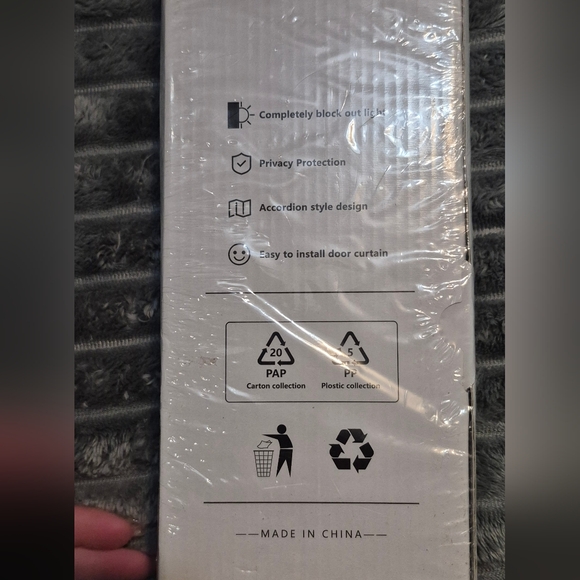 Completely block out light
Privacy Protection
Accordion style design
Easy to install door curtain
20 5
PAP PP
Carton collection Plostic collection
——MADE IN CHINA——